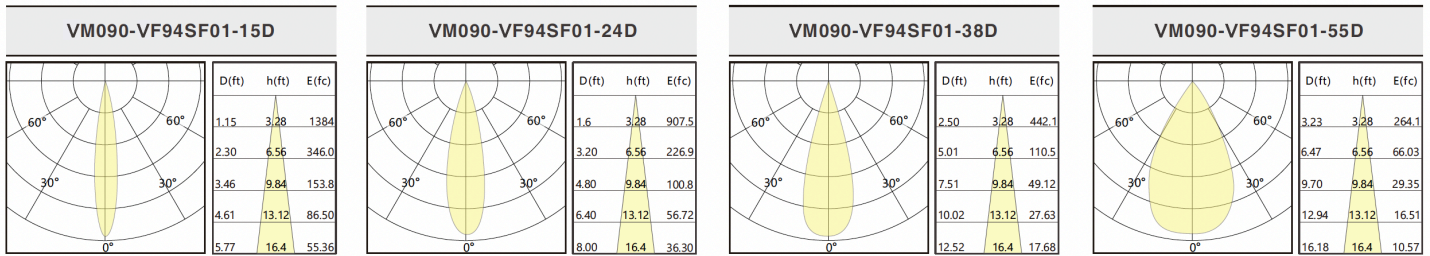 VM090-VF94SF01-15D
60° 60°
30° 30°
0°
D(ft) h(ft) E(fc)
1.15 3.28 1384
2.30 6.56 346.0
3.46 9.84 153.8
4.61 13.12 86.50
5.77 16.4 55.36
VM090-VF94SF01-24D
60° 60°
30° 30°
0°
D(ft) h(ft) E(fc)
1.6 3.28 907.5
3.20 6.56 226.9
4.80 9.84 100.8
6.40 13.12 56.72
8.00 16.4 36.30
VM090-VF94SF01-38D
60° 60°
30° 30°
0°
D(ft) h(ft) E(fc)
2.50 3.28 442.1
5.01 6.56 110.5
7.51 9.84 49.12
10.02 13.12 27.63
12.52 16.4 17.68
VM090-VF94SF01-55D
60° 60°
30° 30°
0°
D(ft) h(ft) E(fc)
3.23 3.28 264.1
6.47 6.56 66.03
9.70 9.84 29.35
12.94 13.12 16.51
16.18 16.4 10.57